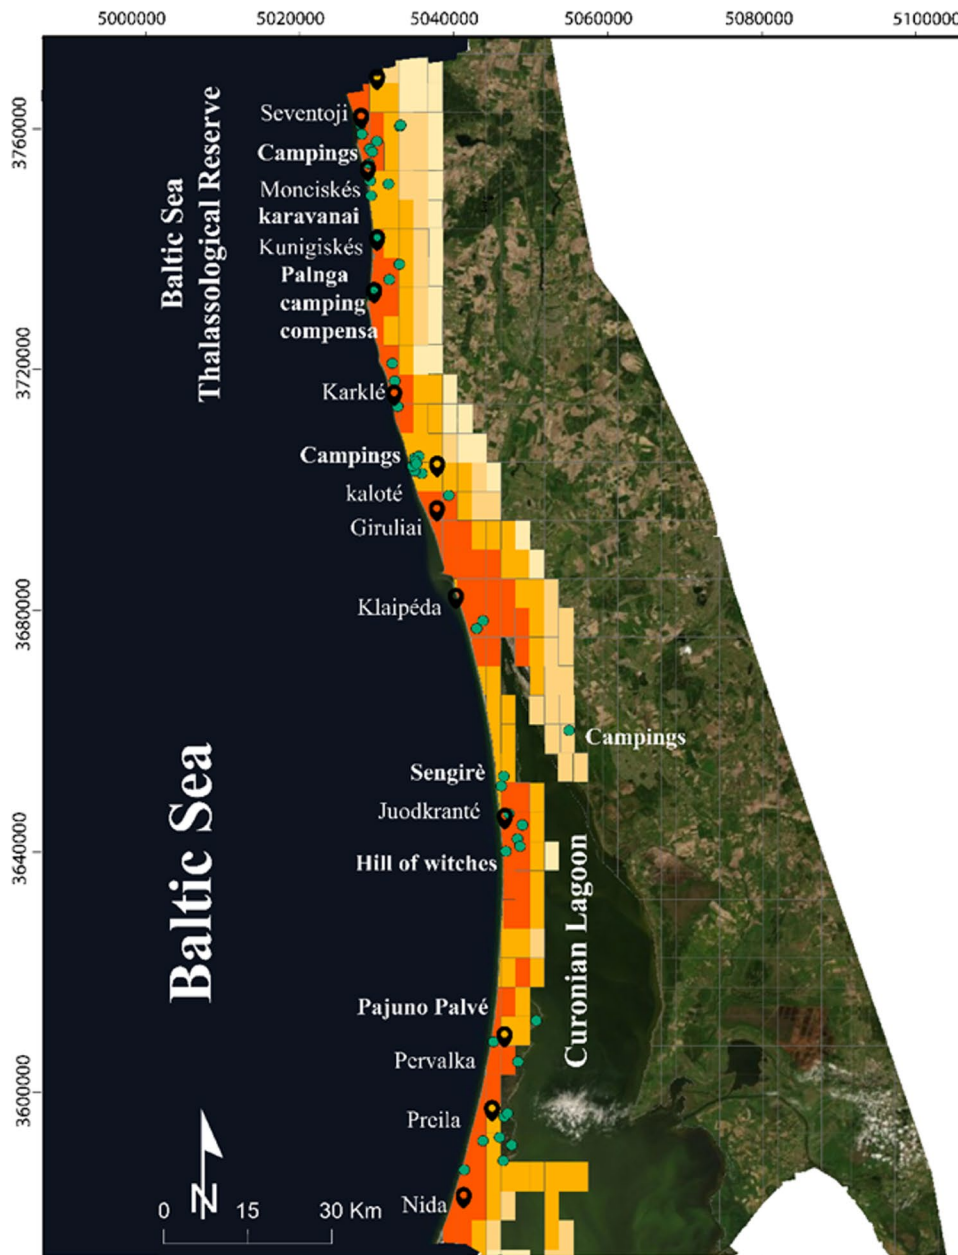 5000000
5020000
5040000
5060000
5080000
5100000
3760000
3720000
3680000
3640000
3600000
Baltic Sea
Thalassological Reserve
Seventoji
Campings
Monciskés
karavanai
Kunigiskés
Palnga
camping
compensa
Karklé
Campings
kaloté
Giruliai
Klaipéda
Campings
Sengirè
Juodkranté
Hill of witches
Baltic Sea
Curonian Lagoon
Pajuno Palvé
Pervalka
Preila
Nida
N
0 15 30 Km